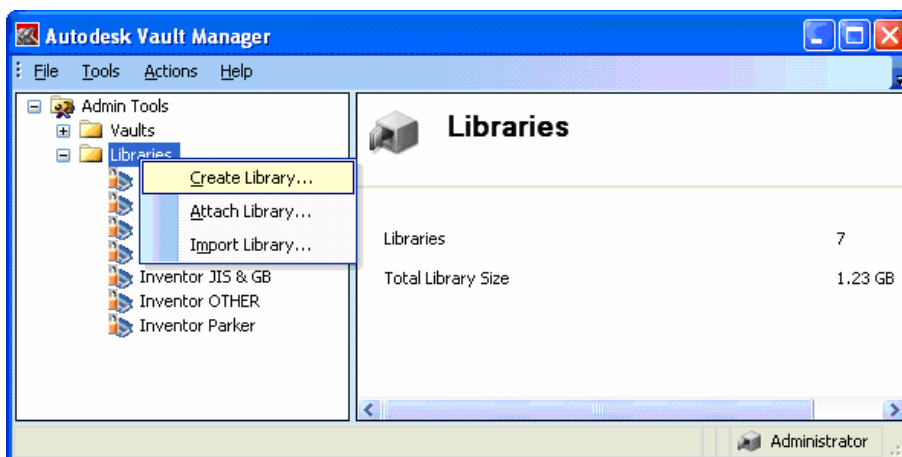 Autodesk Vault Manager
File Tools Actions Help
Admin Tools
Vaults
Libraries
Create Library...
Attach Library...
Import Library...
Inventor JIS & GB
Inventor OTHER
Inventor Parker
Libraries
Libraries 7
Total Library Size 1.23 GB
Administrator